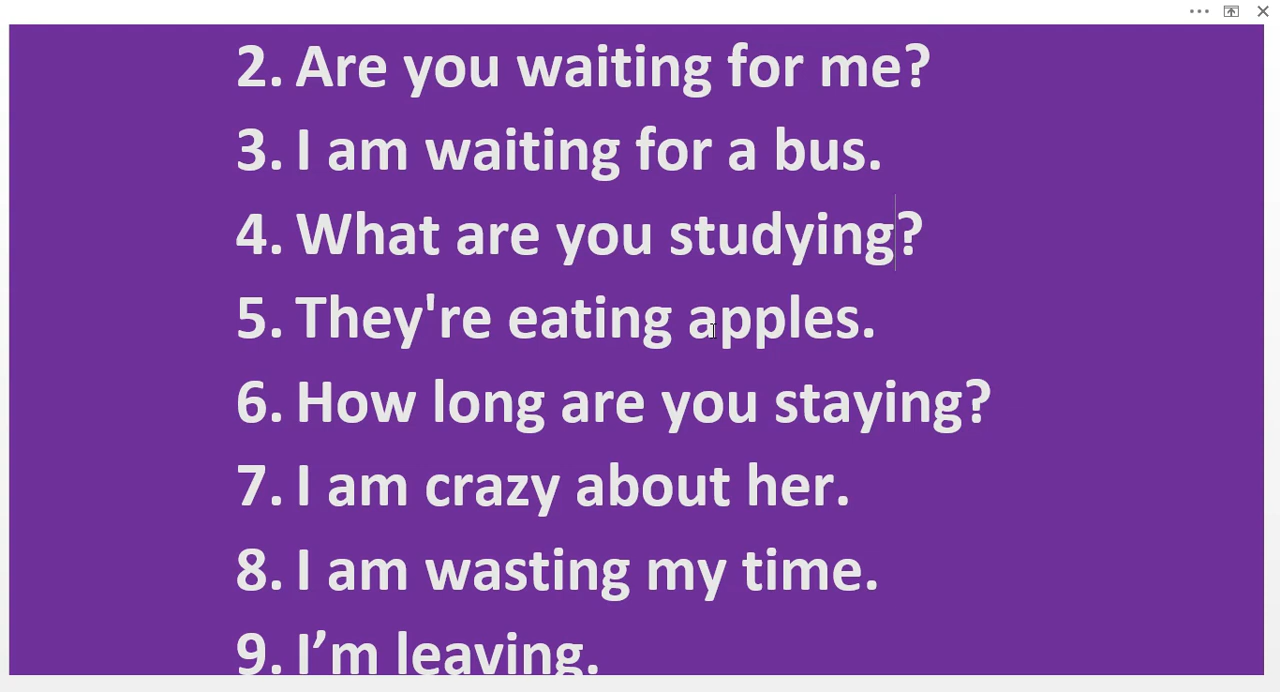 2. Are you waiting for me?
3. I am waiting for a bus.
4. What are you studying?
5. They're eating apples.
6. How long are you staying?
7. I am crazy about her.
8. I am wasting my time.
9. I’m leaving.